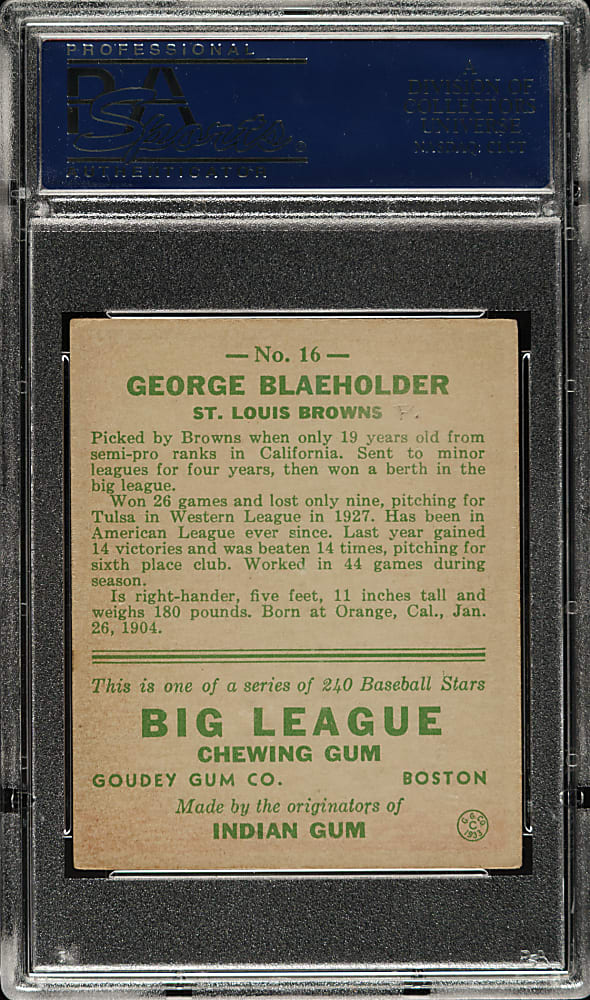 PROFESSIONAL
PSA
Sports
AUTHENTICATOR
A
DIVISION OF
COLLECTORS
UNIVERSE
NASDAQ: CLCT
— No. 16 —
GEORGE BLAEHOLDER
ST. LOUIS BROWNS
Picked by Browns when only 19 years old from
semi-pro ranks in California. Sent to minor
leagues for four years, then won a berth in the
big league.
Won 26 games and lost only nine, pitching for
Tulsa in Western League in 1927. Has been in
American League ever since. Last year gained
14 victories and was beaten 14 times, pitching for
sixth place club. Worked in 44 games during
season.
Is right-hander, five feet, 11 inches tall and
weighs 180 pounds. Born at Orange, Cal., Jan.
26, 1904.
This is one of a series of 240 Baseball Stars
BIG LEAGUE
CHEWING GUM
GOUDEY GUM CO. BOSTON
Made by the originators of
INDIAN GUM
G. G. CO.
C
1933
PSA